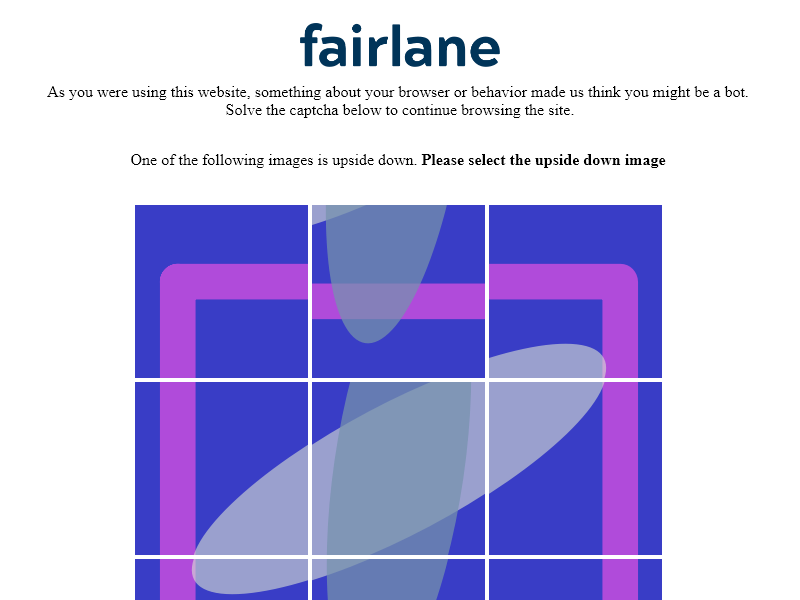 fairlane
As you were using this website, something about your browser or behavior made us think you might be a bot.
Solve the captcha below to continue browsing the site.
One of the following images is upside down. Please select the upside down image